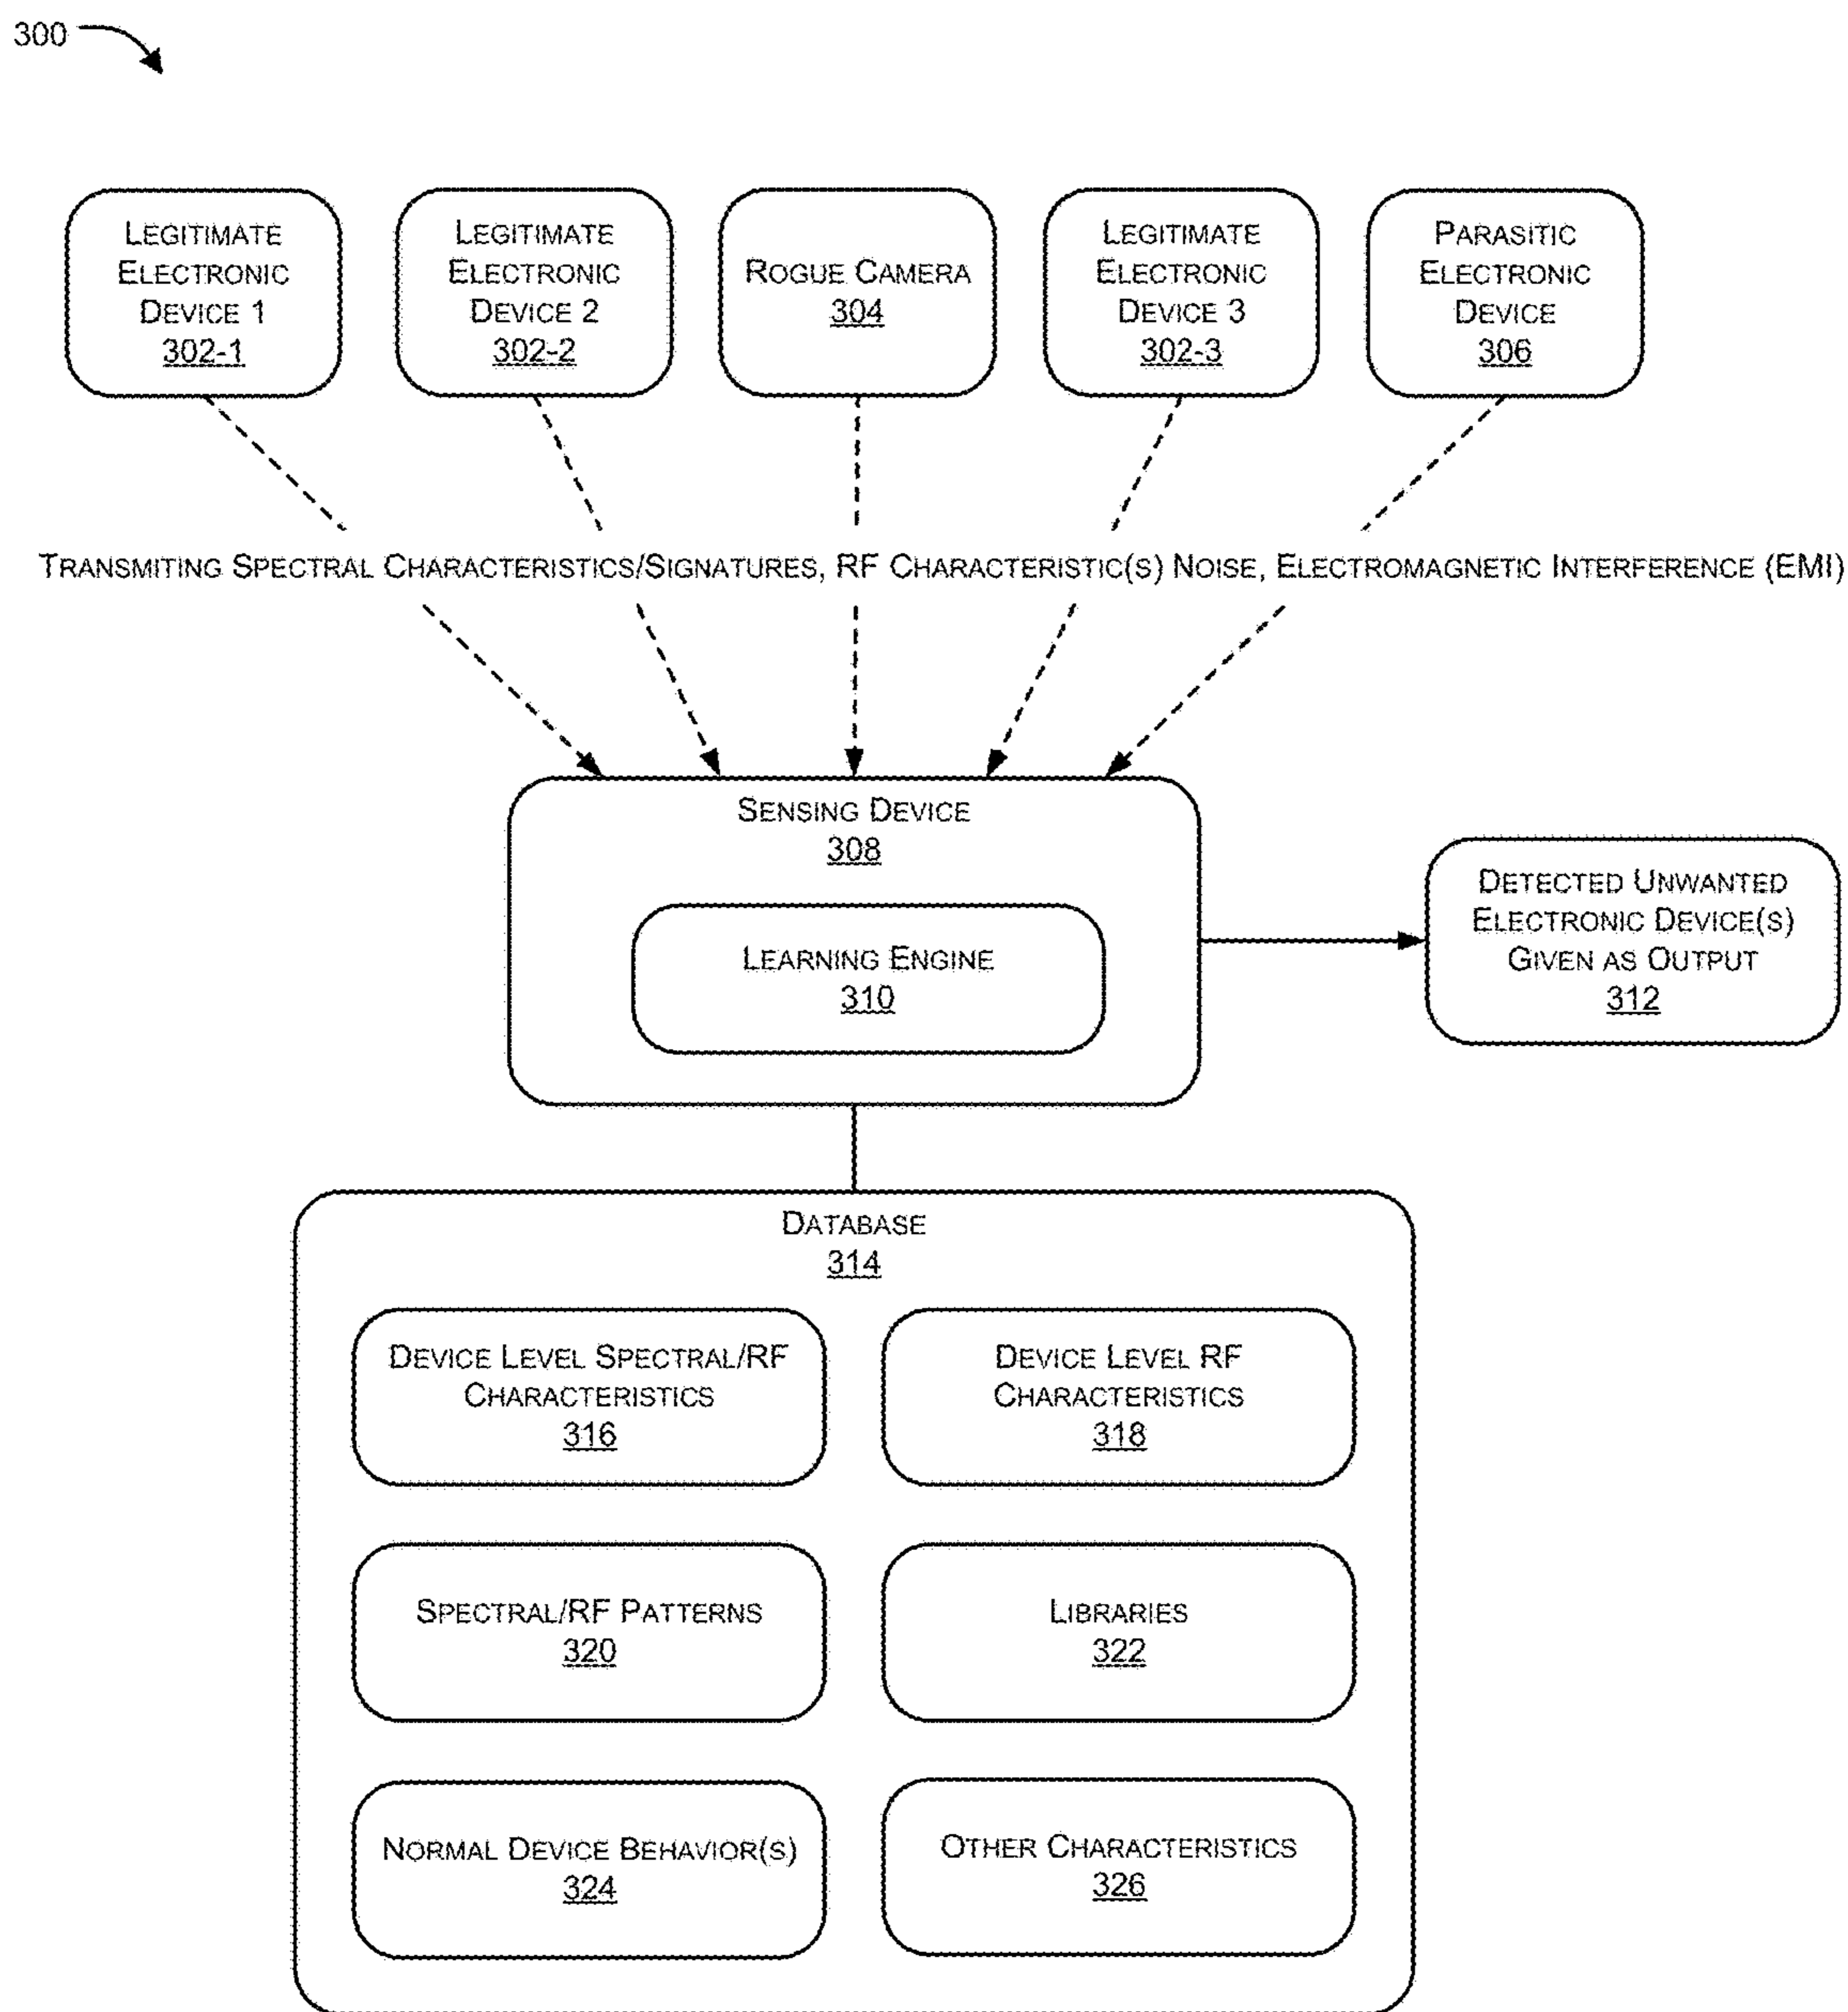 300
LEGITIMATE
ELECTRONIC
DEVICE 1
302-1
LEGITIMATE
ELECTRONIC
DEVICE 2
302-2
ROGUE CAMERA
304
LEGITIMATE
ELECTRONIC
DEVICE 3
302-3
PARASITIC
ELECTRONIC
DEVICE
306
TRANSMITING SPECTRAL CHARACTERISTICS/SIGNATURES, RF CHARACTERISTIC(S) NOISE, ELECTROMAGNETIC INTERFERENCE (EMI)
SENSING DEVICE
308
LEARNING ENGINE
310
DETECTED UNWANTED
ELECTRONIC DEVICE(S)
GIVEN AS OUTPUT
312
DATABASE
314
DEVICE LEVEL SPECTRAL/RF
CHARACTERISTICS
316
DEVICE LEVEL RF
CHARACTERISTICS
318
SPECTRAL/RF PATTERNS
320
LIBRARIES
322
NORMAL DEVICE BEHAVIOR(S)
324
OTHER CHARACTERISTICS
326